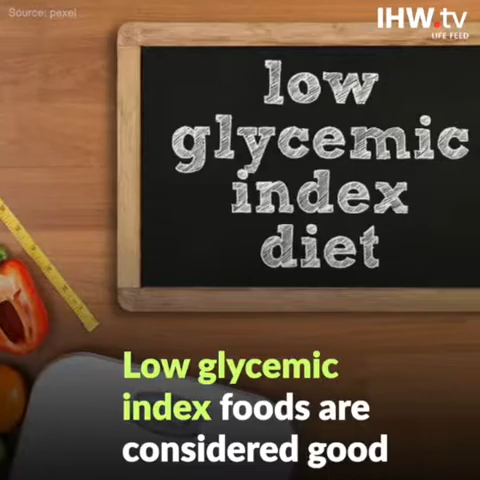 Source: pexel
IHW.tv
LIFE FEED
low
glycemic
index
diet
Low glycemic
index foods are
considered good